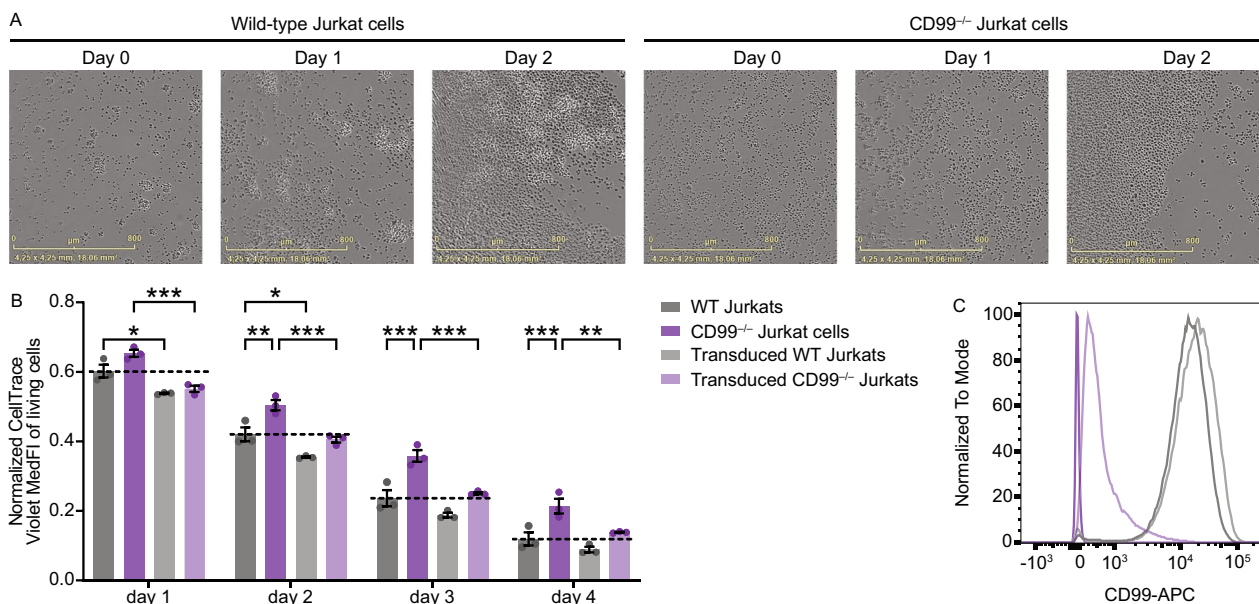 A
Wild-type Jurkat cells
CD99–/– Jurkat cells
Day 0
Day 1
Day 2
Day 0
Day 1
Day 2
0 µm 800
4.25 x 4.25 mm, 18.06 mm²
0 µm 800
4.25 x 4.25 mm, 18.06 mm²
0 µm 800
4.25 x 4.25 mm, 18.06 mm²
0 µm 800
4.25 x 4.25 mm, 18.06 mm²
0 µm 800
4.25 x 4.25 mm, 18.06 mm²
0 µm 800
4.25 x 4.25 mm, 18.06 mm²
B
Normalized CellTrace
Violet MedFI of living cells
0.8
0.6
0.4
0.2
0.0
***
*
*
** ***
*** ***
*** **
day 1
day 2
day 3
day 4
WT Jurkats
CD99–/– Jurkat cells
Transduced WT Jurkats
Transduced CD99–/– Jurkats
C
Normalized To Mode
100
80
60
40
20
0
-10³ 0 10³ 10⁴ 10⁵
CD99-APC